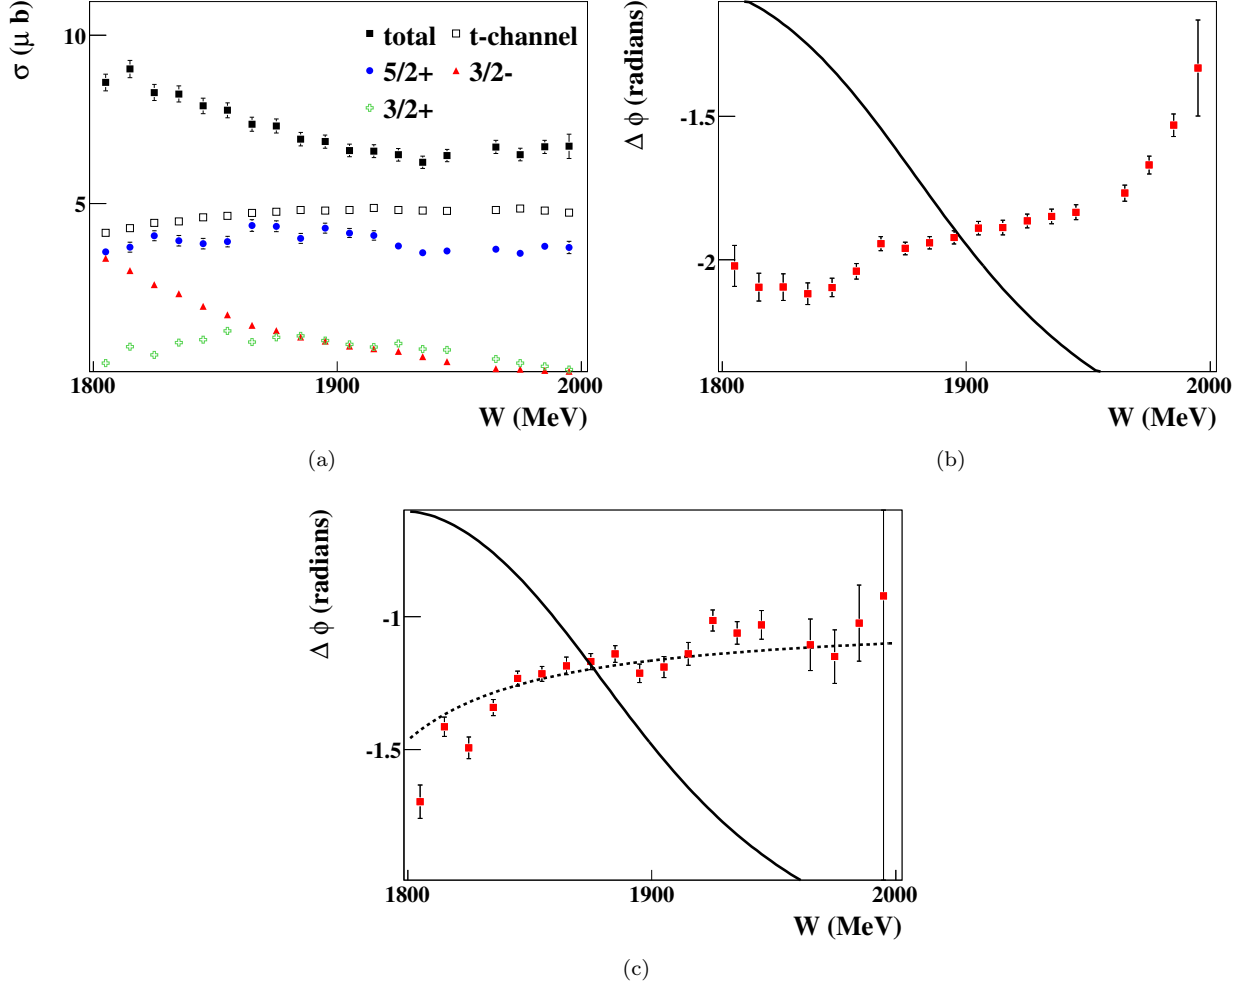 σ (μ b)
10
5
■ total □ t-channel
● 5/2+ ▲ 3/2-
3/2+
1800 1900 2000
W (MeV)
(a)
Δ ϕ (radians)
-1.5
-2
1800 1900 2000
W (MeV)
(b)
Δ ϕ (radians)
-1
-1.5
1800 1900 2000
W (MeV)
(c)